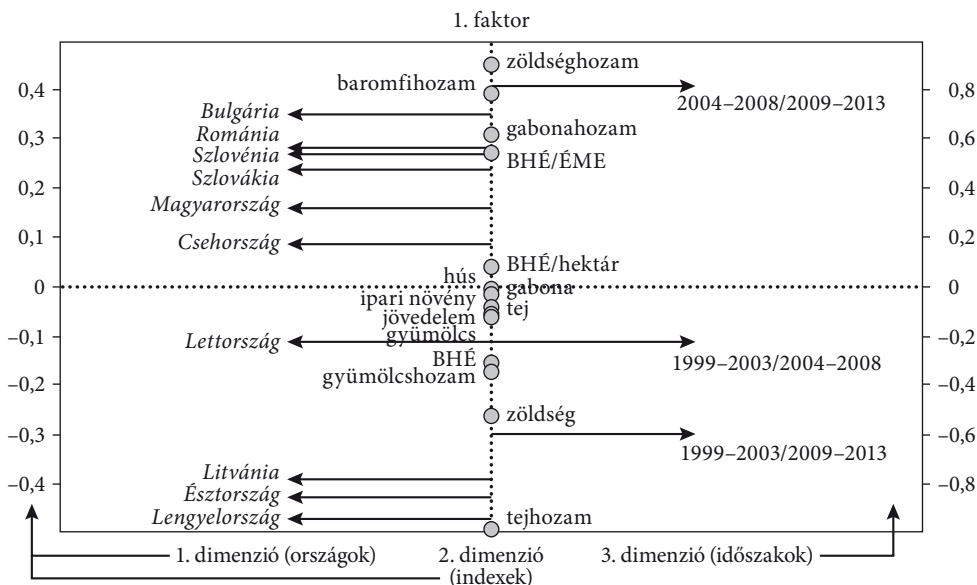 1. faktor
zöldséghozam
baromfihozam
0,4
0,8
2004–2008/2009–2013
Bulgária
0,3
Románia
gabonahozam
0,6
Szlovénia
BHÉ/ÉME
Szlovákia
0,2
0,4
Magyarország
0,1
Csehország
0,2
BHÉ/hektár
hús
0
gabona
0
ipari növény
tej
jövedelem
–0,1
Lettország
gyümölcs
–0,2
BHÉ
1999–2003/2004–2008
gyümölcshozam
–0,2
–0,4
zöldség
–0,3
–0,6
1999–2003/2009–2013
Litvánia
–0,4
Észtország
–0,8
Lengyelország
tejhozam
1. dimenzió (országok)
2. dimenzió
(indexek)
3. dimenzió (időszakok)